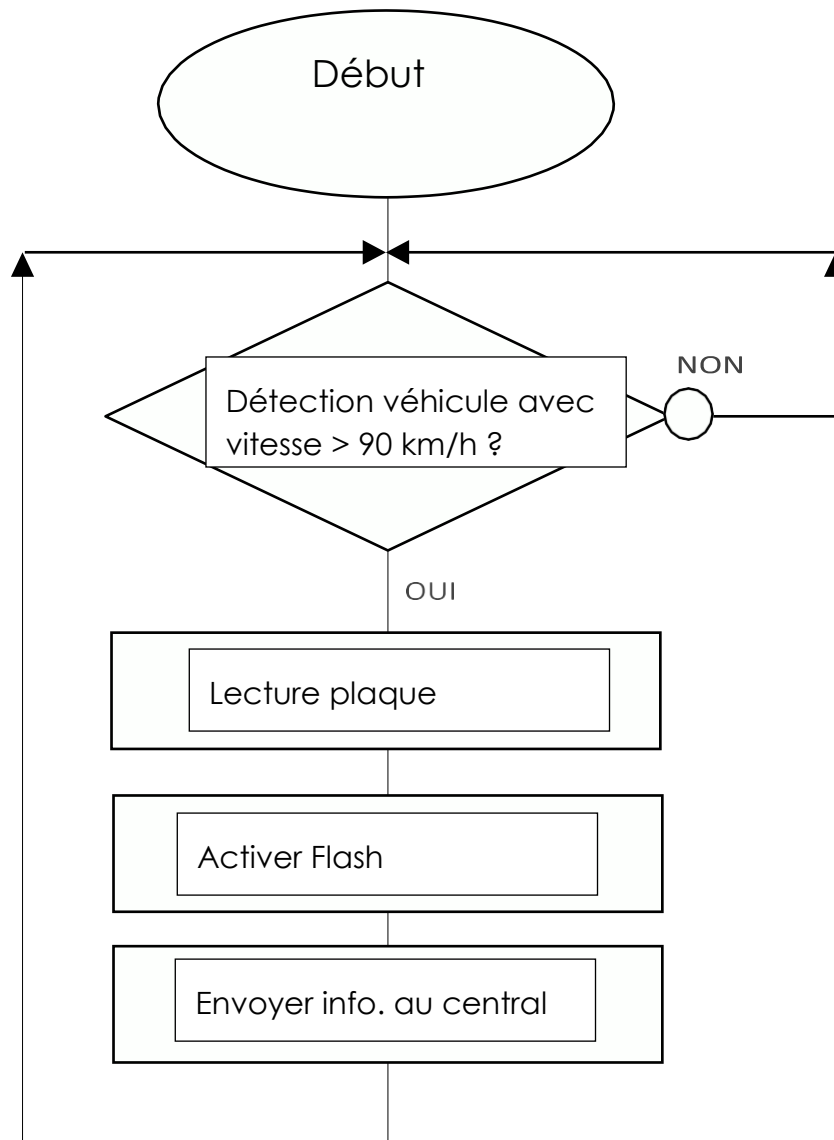 Début
NON
Détection véhicule avec
vitesse > 90 km/h ?
OUI
Lecture plaque
Activer Flash
Envoyer info. au central